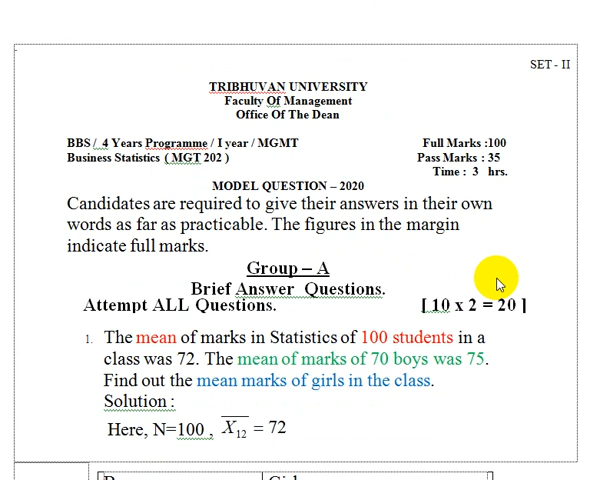 SET - II
TRIBHUVAN UNIVERSITY
Faculty Of Management
Office Of The Dean
BBS / 4 Years Programme / I year / MGMT Full Marks :100
Business Statistics ( MGT 202 ) Pass Marks : 35
Time : 3 hrs.
MODEL QUESTION – 2020
Candidates are required to give their answers in their own
words as far as practicable. The figures in the margin
indicate full marks.
Group – A
Brief Answer Questions.
Attempt ALL Questions. [ 10 x 2 = 20 ]
1. The mean of marks in Statistics of 100 students in a
class was 72. The mean of marks of 70 boys was 75.
Find out the mean marks of girls in the class.
Solution :
Here, N=100 , X̅₁₂ = 72